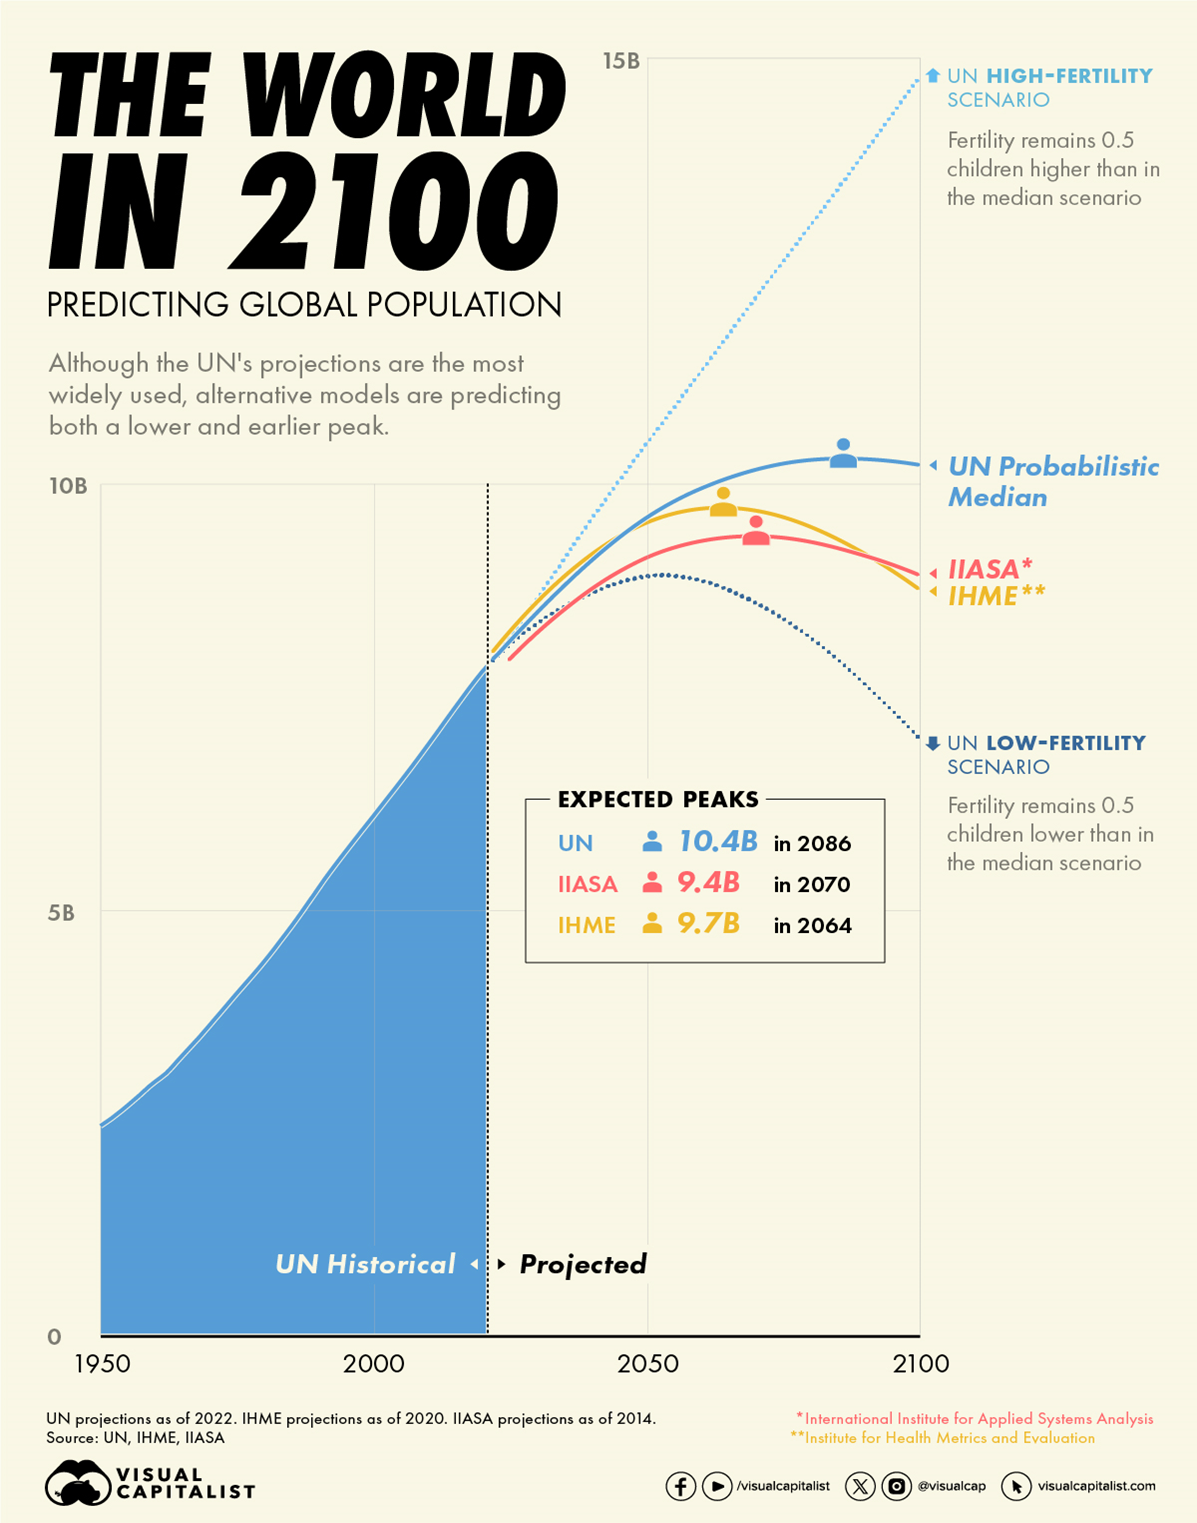 THE WORLD
IN 2100
PREDICTING GLOBAL POPULATION
Although the UN's projections are the most
widely used, alternative models are predicting
both a lower and earlier peak.
15B
UN HIGH-FERTILITY
SCENARIO
Fertility remains 0.5
children higher than in
the median scenario
10B
UN Probabilistic
Median
IIASA*
IHME**
UN LOW-FERTILITY
SCENARIO
Fertility remains 0.5
children lower than in
the median scenario
EXPECTED PEAKS
UN 10.4B in 2086
IIASA 9.4B in 2070
IHME 9.7B in 2064
5B
UN Historical Projected
0
1950 2000 2050 2100
UN projections as of 2022. IHME projections as of 2020. IIASA projections as of 2014.
Source: UN, IHME, IIASA
*International Institute for Applied Systems Analysis
**Institute for Health Metrics and Evaluation
VISUAL
CAPITALIST
/visualcapitalist @visualcap visualcapitalist.com